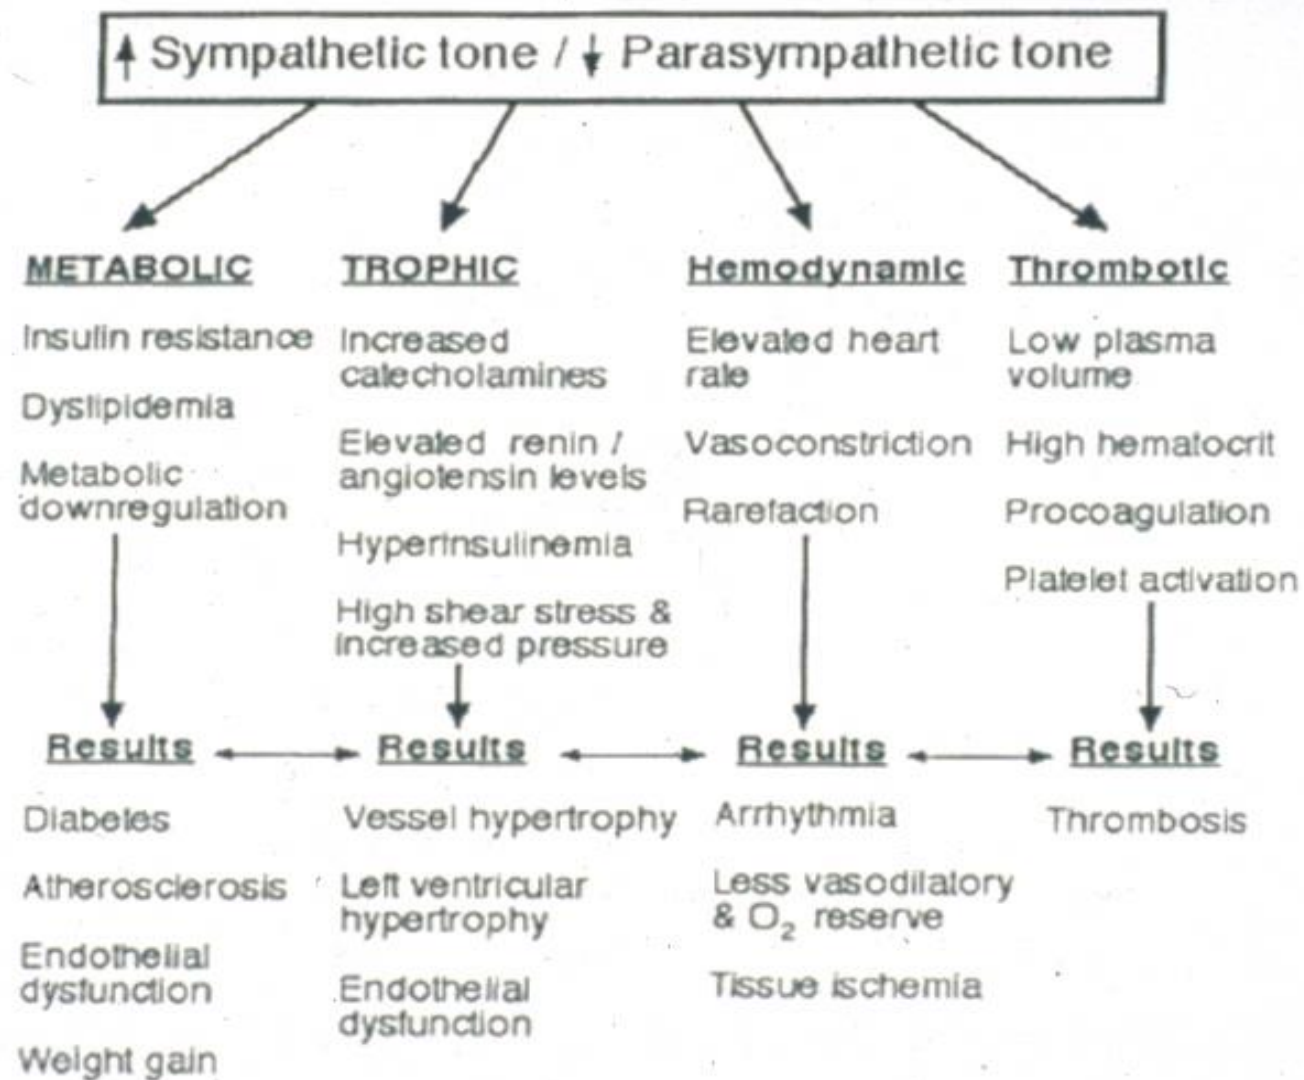 ↑ Sympathetic tone / ↓ Parasympathetic tone
METABOLIC
Insulin resistance
Dyslipidemia
Metabolic
downregulation
Results
Diabetes
Atherosclerosis
Endothelial
dysfunction
Weight gain
TROPHIC
Increased
catecholamines
Elevated renin /
angiotensin levels
Hyperinsulinemia
High shear stress &
increased pressure
Results
Vessel hypertrophy
Left ventricular
hypertrophy
Endothelial
dysfunction
Hemodynamic
Elevated heart
rate
Vasoconstriction
Rarefaction
Results
Arrhythmia
Less vasodilatory
& O₂ reserve
Tissue ischemia
Thrombotic
Low plasma
volume
High hematocrit
Procoagulation
Platelet activation
Results
Thrombosis